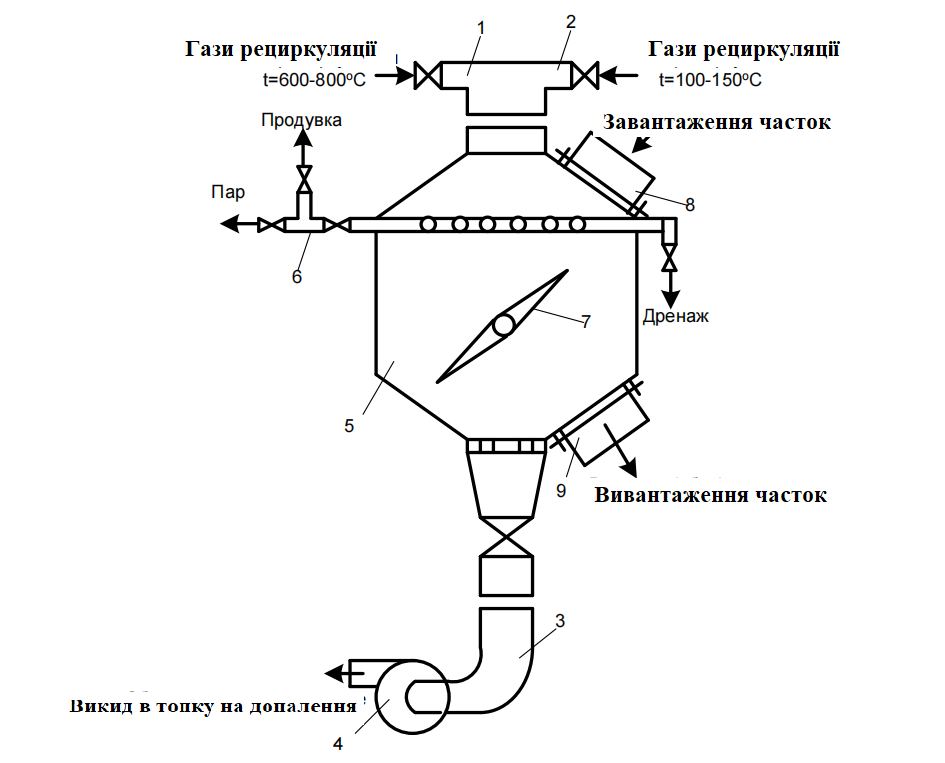 1
2
Гази рециркуляції
Гази рециркуляції
t=600-800ºC
t=100-150ºC
Продувка
Завантаження часток
Пар
8
6
Дренаж
7
5
9
Вивантаження часток
3
Викид в топку на допалення
4